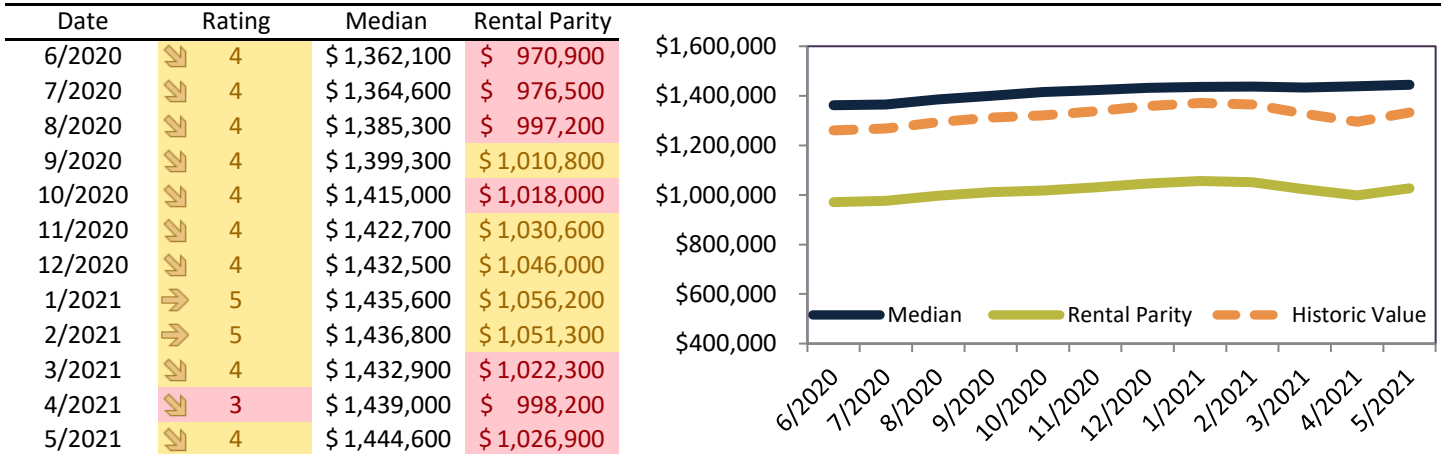 Date Rating Median Rental Parity
6/2020 4 $ 1,362,100 $ 970,900
7/2020 4 $ 1,364,600 $ 976,500
8/2020 4 $ 1,385,300 $ 997,200
9/2020 4 $ 1,399,300 $ 1,010,800
10/2020 4 $ 1,415,000 $ 1,018,000
11/2020 4 $ 1,422,700 $ 1,030,600
12/2020 4 $ 1,432,500 $ 1,046,000
1/2021 5 $ 1,435,600 $ 1,056,200
2/2021 5 $ 1,436,800 $ 1,051,300
3/2021 4 $ 1,432,900 $ 1,022,300
4/2021 3 $ 1,439,000 $ 998,200
5/2021 4 $ 1,444,600 $ 1,026,900
$1,600,000
$1,400,000
$1,200,000
$1,000,000
$800,000
$600,000
$400,000
Median Rental Parity Historic Value
6/2020 7/2020 8/2020 9/2020 10/2020 11/2020 12/2020 1/2021 2/2021 3/2021 4/2021 5/2021